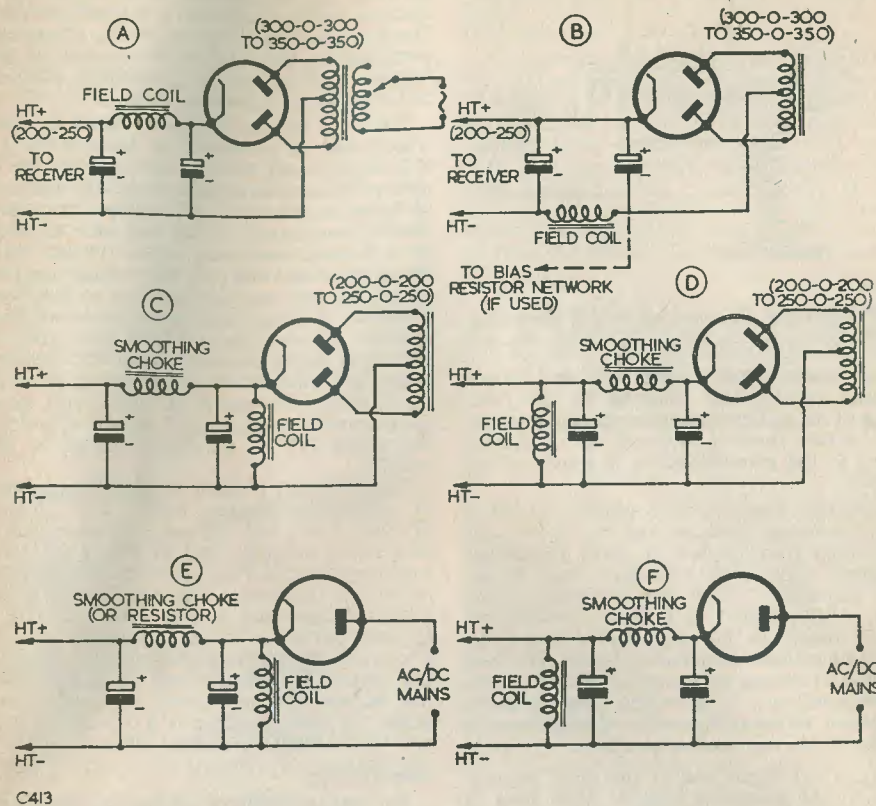 A
(300-0-300
TO 350-0-350)
FIELD COIL
HT+
(200-250)
TO
RECEIVER
+
-
+
-
HT-
B
(300-0-300
TO 350-0-350)
HT+
(200-250)
TO
RECEIVER
+
-
+
-
HT-
FIELD COIL
TO BIAS
RESISTOR NETWORK
(IF USED)
C
(200-0-200
TO 250-0-250)
SMOOTHING
CHOKE
HT+
+
-
+
-
FIELD
COIL
HT-
D
(200-0-200
TO 250-0-250)
SMOOTHING
CHOKE
HT+
FIELD
COIL
+
-
+
-
HT-
E
SMOOTHING CHOKE
(OR RESISTOR)
HT+
+
-
+
-
FIELD
COIL
AC/DC
MAINS
HT-
F
SMOOTHING
CHOKE
HT+
FIELD
COIL
+
-
+
-
AC/DC
MAINS
HT-
C413